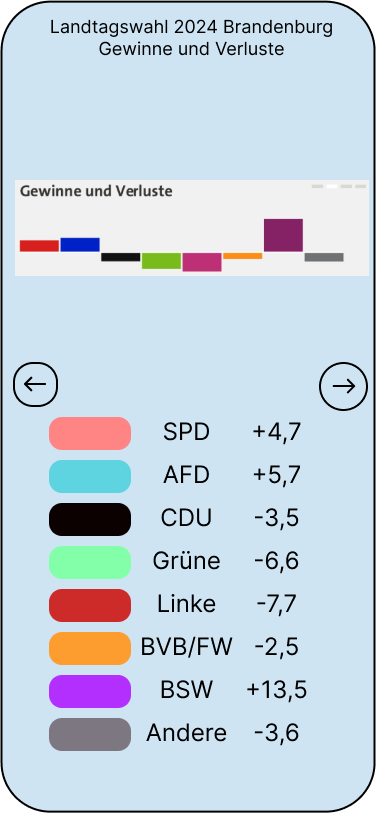 Landtagswahl 2024 Brandenburg
Gewinne und Verluste
Gewinne und Verluste
SPD +4,7
AFD +5,7
CDU -3,5
Grüne -6,6
Linke -7,7
BVB/FW -2,5
BSW +13,5
Andere -3,6